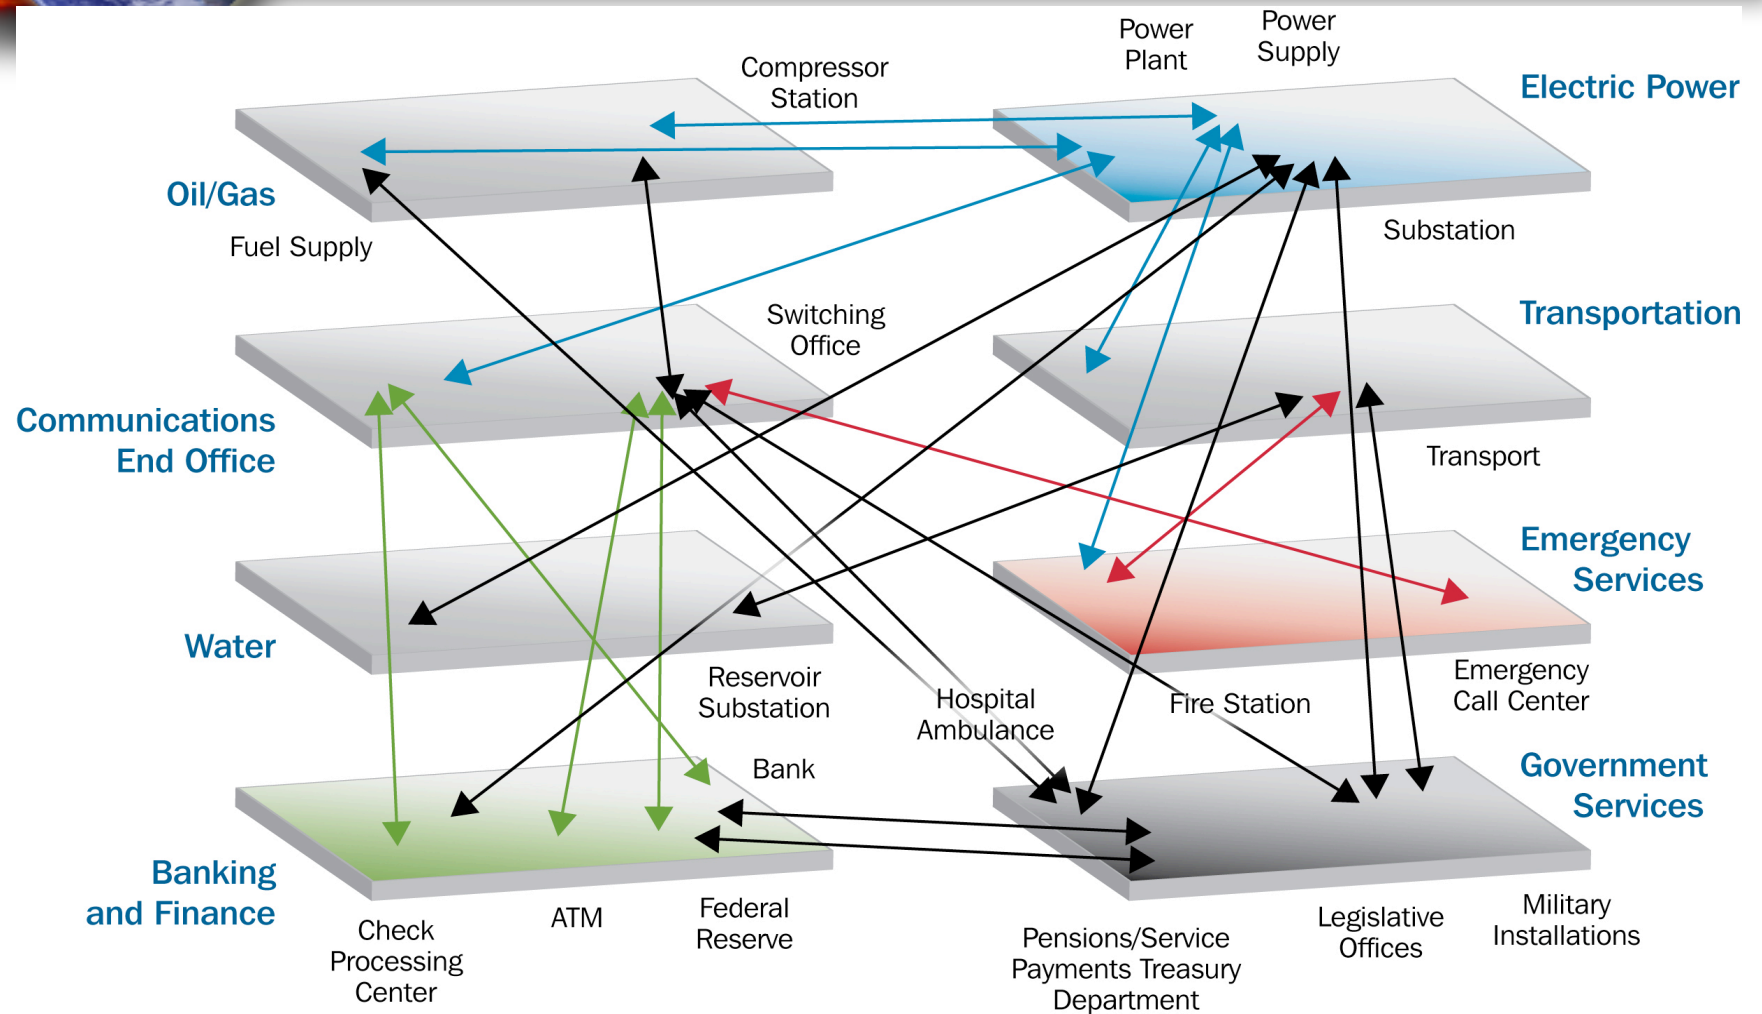 Power
Plant
Power
Supply
Compressor
Station
Electric Power
Oil/Gas
Fuel Supply
Substation
Switching
Office
Transportation
Communications
End Office
Transport
Emergency
Services
Water
Reservoir
Substation
Hospital
Ambulance
Fire Station
Emergency
Call Center
Bank
Government
Services
Banking
and Finance
Check
Processing
Center
ATM
Federal
Reserve
Pensions/Service
Payments Treasury
Department
Legislative
Offices
Military
Installations